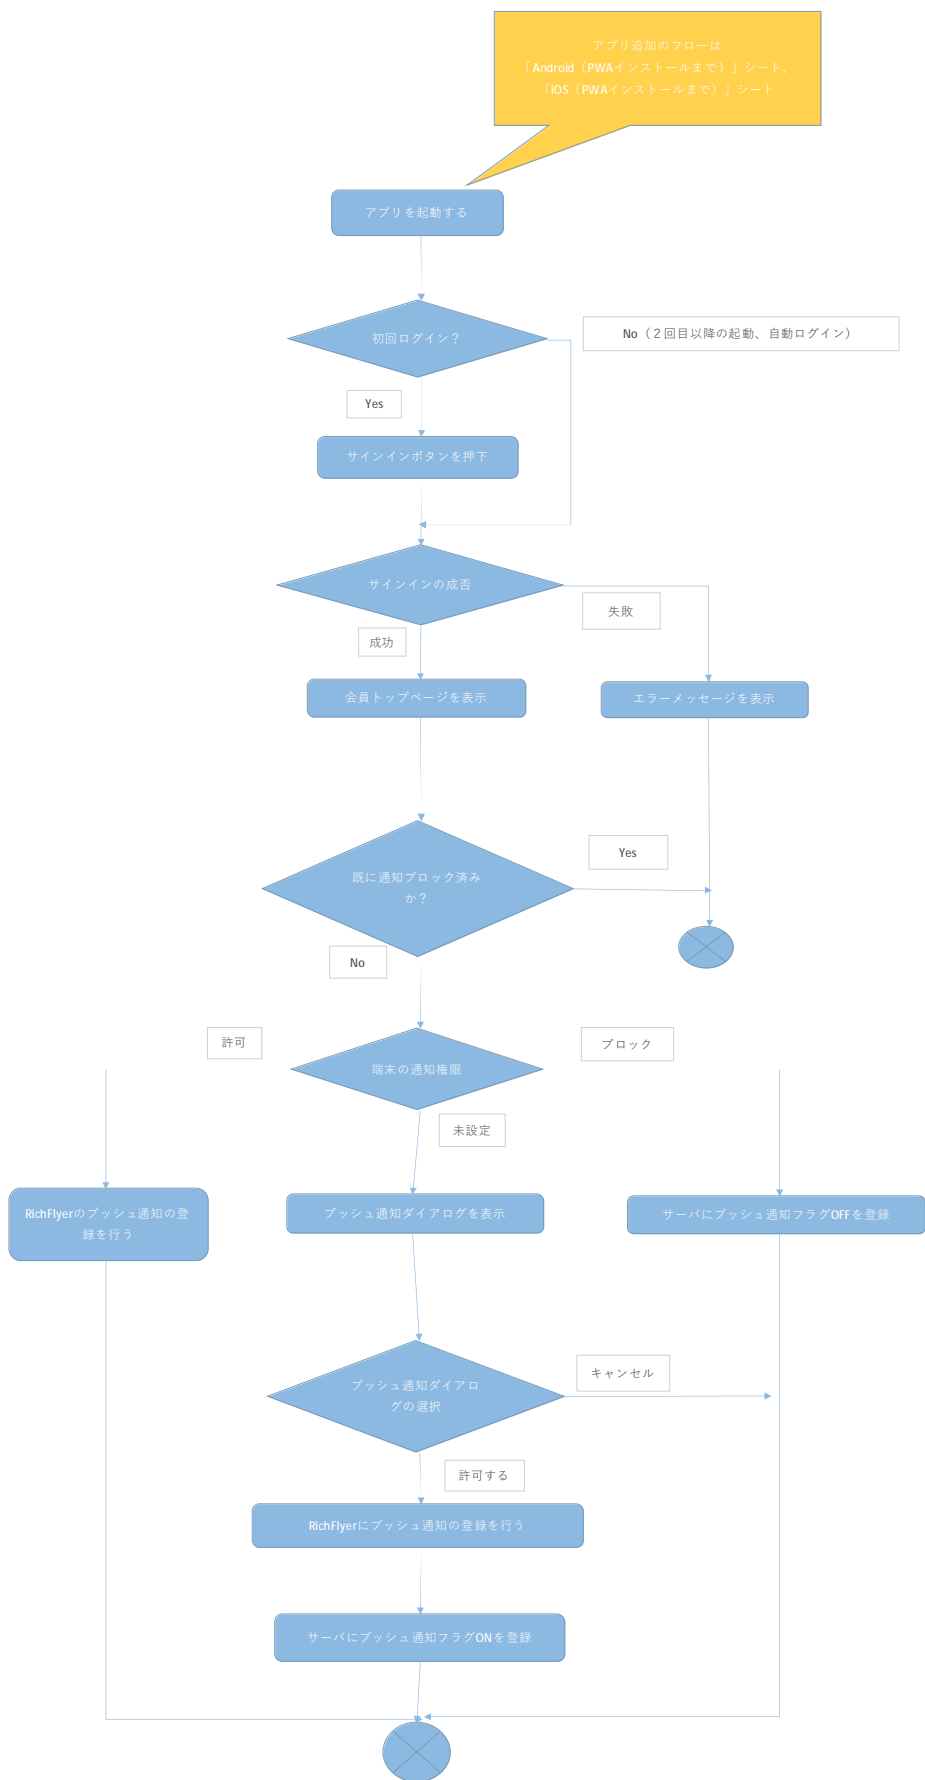 アプリ追加のフローは
「Android（PWAインストールまで）」シート、
「iOS（PWAインストールまで）」シート
アプリを起動する
初回ログイン？
No（２回目以降の起動、自動ログイン）
Yes
サインインボタンを押下
サインインの成否
失敗
成功
会員トップページを表示
エラーメッセージを表示
Yes
既に通知ブロック済み
か？
No
許可
ブロック
端末の通知権限
未設定
RichFlyerのプッシュ通知の登
録を行う
プッシュ通知ダイアログを表示
サーバにプッシュ通知フラグOFFを登録
キャンセル
プッシュ通知ダイアロ
グの選択
許可する
RichFlyerにプッシュ通知の登録を行う
サーバにプッシュ通知フラグONを登録